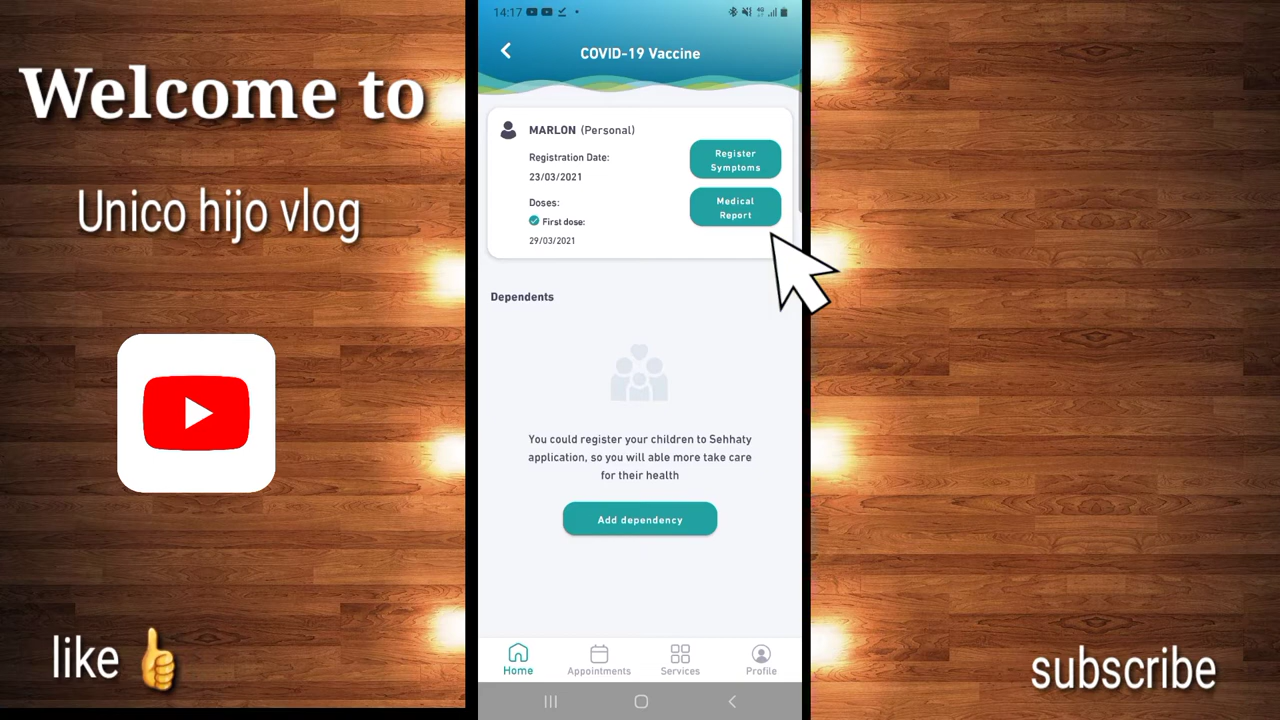 Welcome to
Unico hijo vlog
like
14:17
COVID-19 Vaccine
MARLON (Personal)
Registration Date:
23/03/2021
Doses:
First dose:
29/03/2021
Register
Symptoms
Medical
Report
Dependents
You could register your children to Sehhaty
application, so you will able more take care
for their health
Add dependency
Home
Appointments
Services
Profile
subscribe